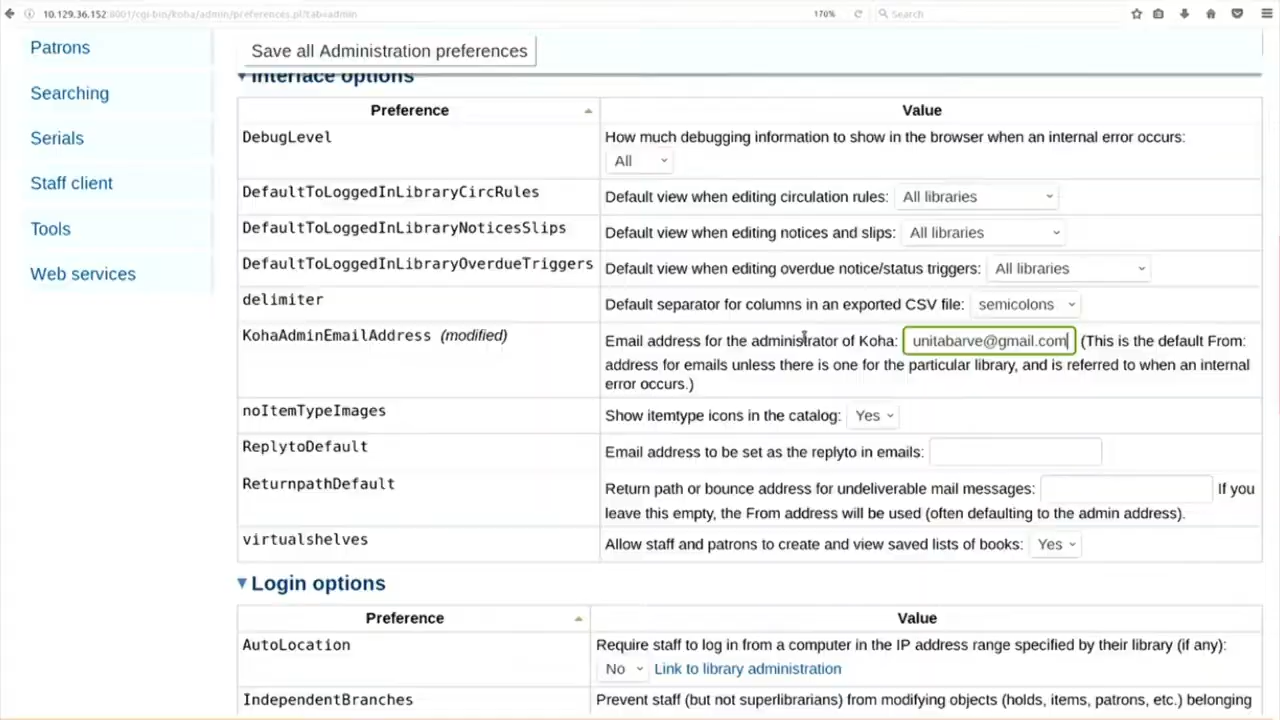 10.129.36.152:8001/cgi-bin/koha/admin/preferences.pl?tab=admin
170%
Search
Patrons
Searching
Serials
Staff client
Tools
Web services
Save all Administration preferences
Interface options
Preference Value
DebugLevel How much debugging information to show in the browser when an internal error occurs:
All
DefaultToLoggedInLibraryCircRules Default view when editing circulation rules: All libraries
DefaultToLoggedInLibraryNoticesSlips Default view when editing notices and slips: All libraries
DefaultToLoggedInLibraryOverdueTriggers Default view when editing overdue notice/status triggers: All libraries
delimiter Default separator for columns in an exported CSV file: semicolons
KohaAdminEmailAddress (modified) Email address for the administrator of Koha: unitabarve@gmail.com (This is the default From:
address for emails unless there is one for the particular library, and is referred to when an internal
error occurs.)
noItemTypeImages Show itemtype icons in the catalog: Yes
ReplytoDefault Email address to be set as the replyto in emails:
ReturnpathDefault Return path or bounce address for undeliverable mail messages: If you
leave this empty, the From address will be used (often defaulting to the admin address).
virtualshelves Allow staff and patrons to create and view saved lists of books: Yes
Login options
Preference Value
AutoLocation Require staff to log in from a computer in the IP address range specified by their library (if any):
No Link to library administration
IndependentBranches Prevent staff (but not superlibrarians) from modifying objects (holds, items, patrons, etc.) belonging